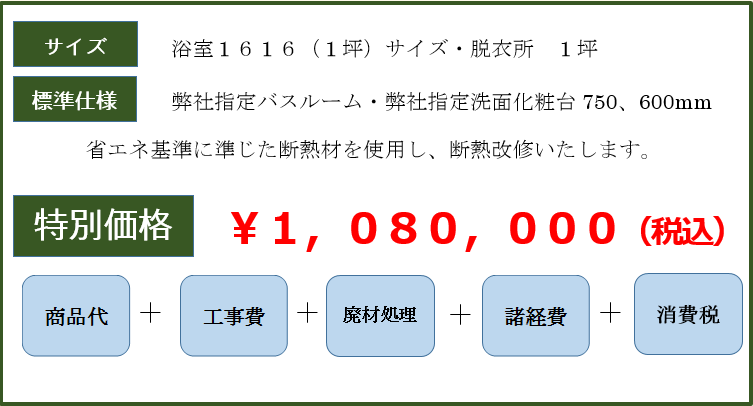 サイズ 浴室１６１６（１坪）サイズ・脱衣所　１坪
標準仕様 弊社指定バスルーム・弊社指定洗面化粧台 750、600mm
省エネ基準に準じた断熱材を使用し、断熱改修いたします。
特別価格 ￥１，０８０，０００（税込）
商品代 ＋ 工事費 ＋ 廃材処理 ＋ 諸経費 ＋ 消費税